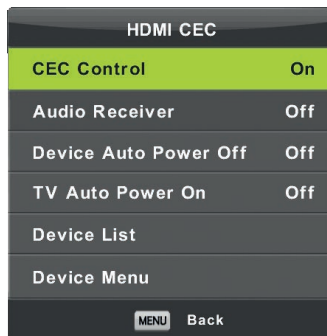 HDMI CEC
CEC Control On
Audio Receiver Off
Device Auto Power Off Off
TV Auto Power On Off
Device List
Device Menu
MENU Back